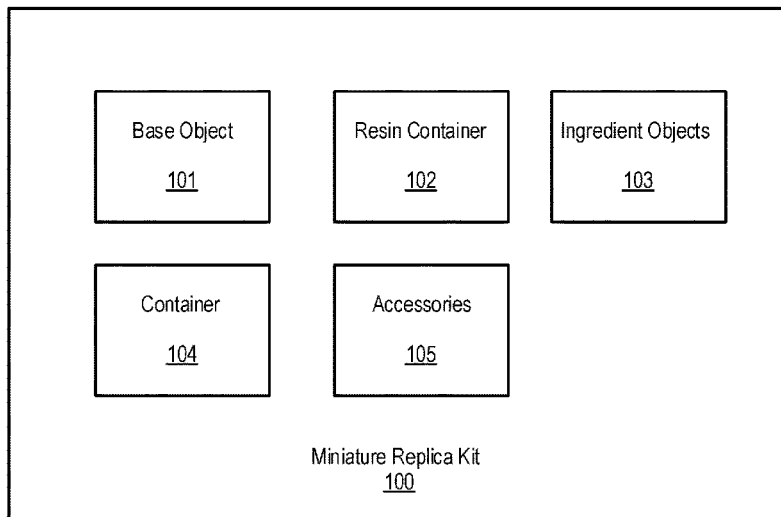 Base Object
101
Resin Container
102
Ingredient Objects
103
Container
104
Accessories
105
Miniature Replica Kit
100